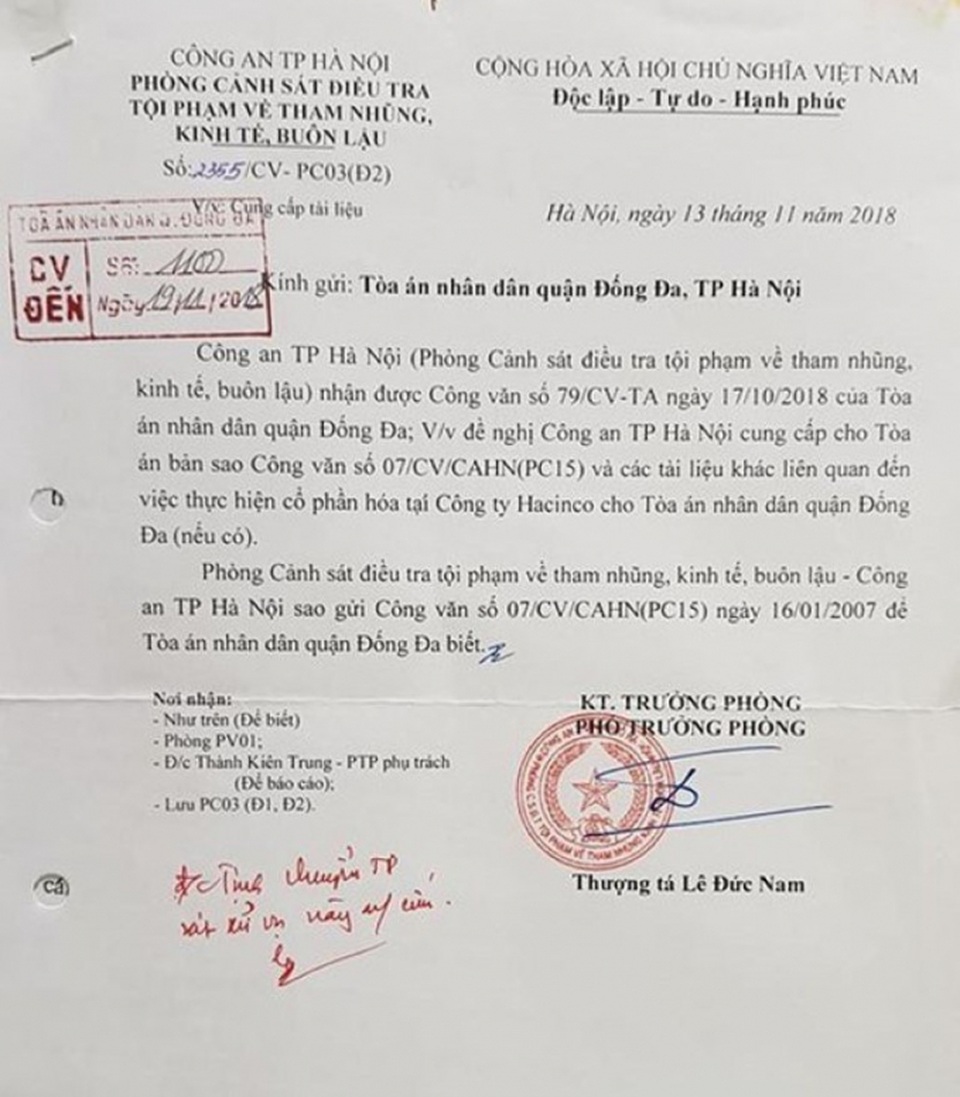 CÔNG AN TP HÀ NỘI
PHÒNG CẢNH SÁT ĐIỀU TRA
TỘI PHẠM VỀ THAM NHŨNG,
KINH TẾ, BUÔN LẬU
Số:2355/CV- PC03(Đ2)
V/v: Cung cấp tài liệu
CỘNG HÒA XÃ HỘI CHỦ NGHĨA VIỆT NAM
Độc lập - Tự do - Hạnh phúc
Hà Nội, ngày 13 tháng 11 năm 2018
TOÀ ÁN NHÂN DÂN Q. ĐỐNG ĐA
CV
ĐẾN
Số: 1100
Ngày 19/11/2018
Kính gửi: Tòa án nhân dân quận Đống Đa, TP Hà Nội
Công an TP Hà Nội (Phòng Cảnh sát điều tra tội phạm về tham nhũng,
kinh tế, buôn lậu) nhận được Công văn số 79/CV-TA ngày 17/10/2018 của Tòa
án nhân dân quận Đống Đa; V/v đề nghị Công an TP Hà Nội cung cấp cho Tòa
án bản sao Công văn số 07/CV/CAHN(PC15) và các tài liệu khác liên quan đến
việc thực hiện cổ phần hóa tại Công ty Hacinco cho Tòa án nhân dân quận Đống
Đa (nếu có).
Phòng Cảnh sát điều tra tội phạm về tham nhũng, kinh tế, buôn lậu - Công
an TP Hà Nội sao gửi Công văn số 07/CV/CAHN(PC15) ngày 16/01/2007 để
Tòa án nhân dân quận Đống Đa biết.
Nơi nhận:
- Như trên (Để biết)
- Phòng PV01;
- Đ/c Thành Kiên Trung - PTP phụ trách
(Để báo cáo);
- Lưu PC03 (Đ1, Đ2).
KT. TRƯỞNG PHÒNG
PHÓ TRƯỞNG PHÒNG
Thượng tá Lê Đức Nam
chuyển TP
này